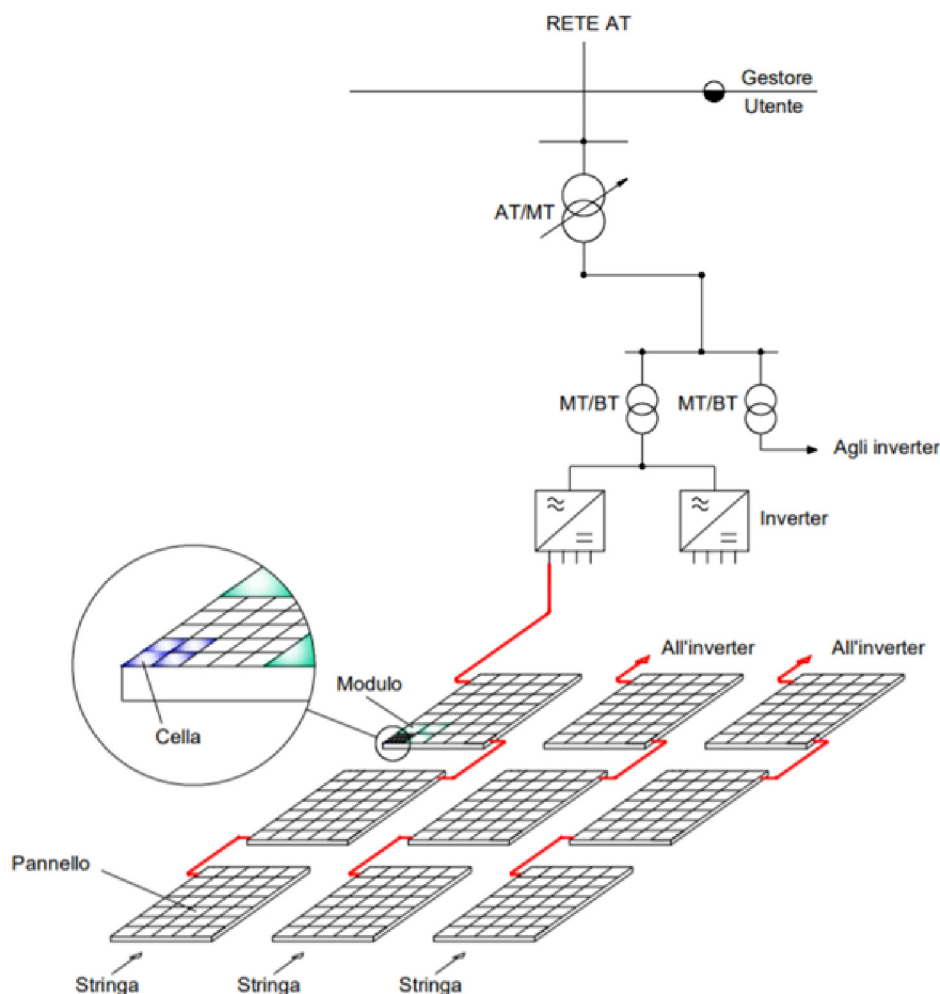 RETE AT
Gestore
Utente
AT/MT
MT/BT
MT/BT
Agli inverter
Inverter
All'inverter
All'inverter
Modulo
Cella
Pannello
Stringa
Stringa
Stringa